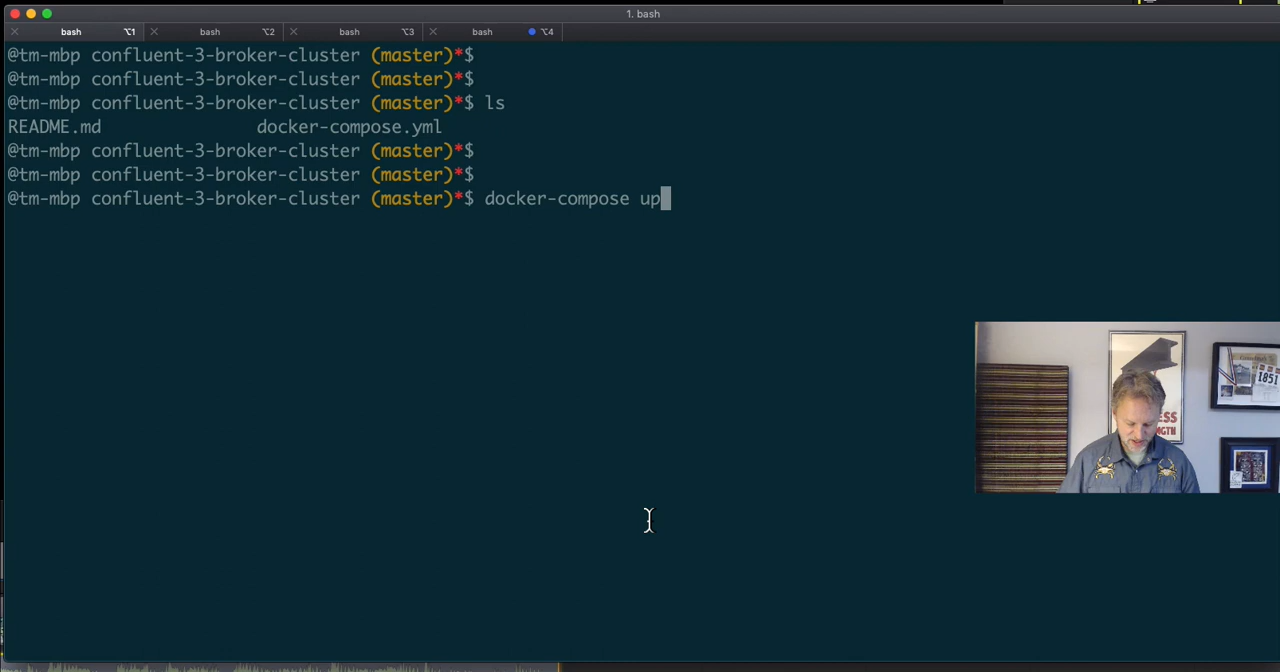 1. bash
bash ⌥1 bash ⌥2 bash ⌥3 bash ⌥4
@tm-mbp confluent-3-broker-cluster (master)*$
@tm-mbp confluent-3-broker-cluster (master)*$
@tm-mbp confluent-3-broker-cluster (master)*$ ls
README.md docker-compose.yml
@tm-mbp confluent-3-broker-cluster (master)*$
@tm-mbp confluent-3-broker-cluster (master)*$
@tm-mbp confluent-3-broker-cluster (master)*$ docker-compose up
1851
ESS
NGTH